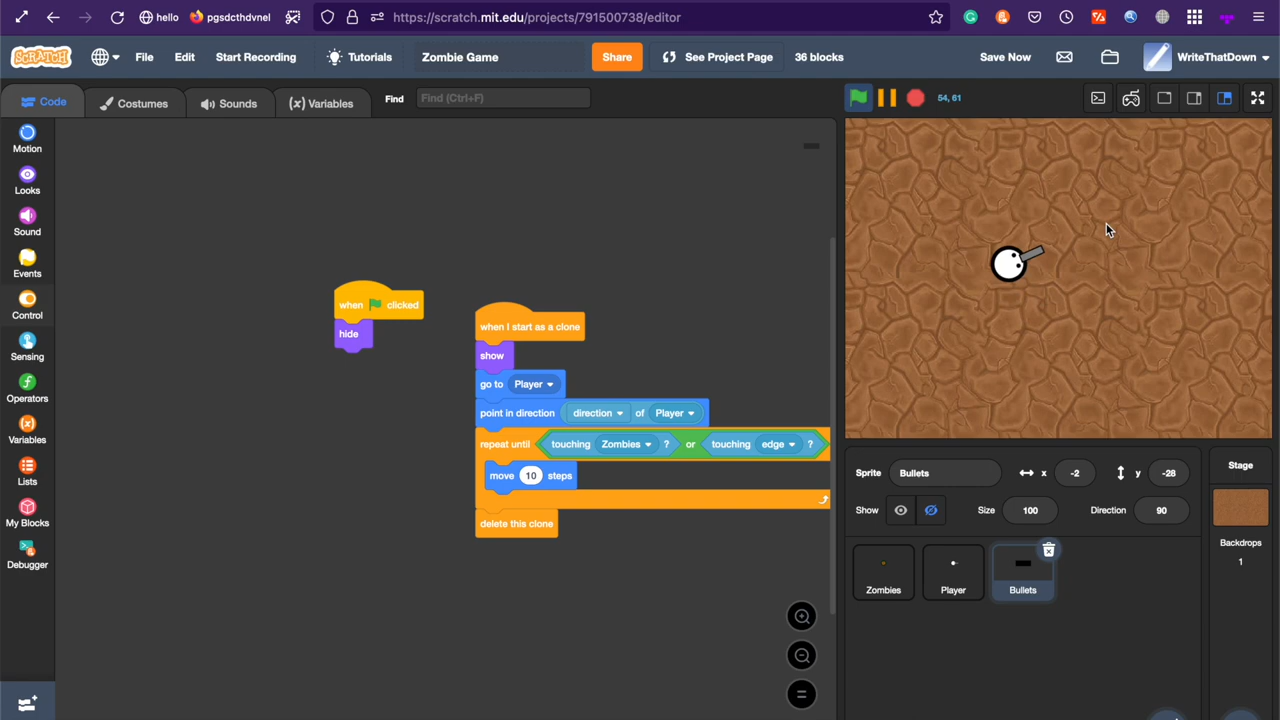 hello
pgsdcthdvnel
https://scratch.mit.edu/projects/791500738/editor
SCRATCH
File
Edit
Start Recording
Tutorials
Zombie Game
Share
See Project Page
36 blocks
Save Now
WriteThatDown
Code
Costumes
Sounds
(x) Variables
Find
Find (Ctrl+F)
54, 61
Motion
Looks
Sound
Events
Control
Sensing
Operators
Variables
Lists
My Blocks
Debugger
when clicked
hide
when I start as a clone
show
go to Player
point in direction direction of Player
repeat until touching Zombies ? or touching edge ?
move 10 steps
delete this clone
Sprite Bullets x -2 y -28
Show Size 100 Direction 90
Zombies
Player
Bullets
Stage
Backdrops
1